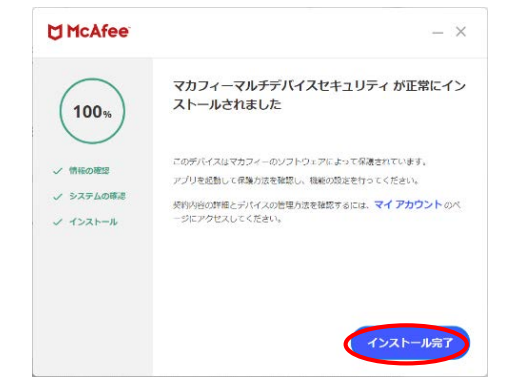 McAfee
100%
情報の確認
システムの確認
インストール
マカフィーマルチデバイスセキュリティ が正常にイン
ストールされました
このデバイスはマカフィーのソフトウェアによって保護されています。
アプリを起動して保護方法を確認し、機能の設定を行ってください。
契約内容の詳細とデバイスの管理方法を確認するには、マイ アカウント のペ
ージにアクセスしてください。
インストール完了